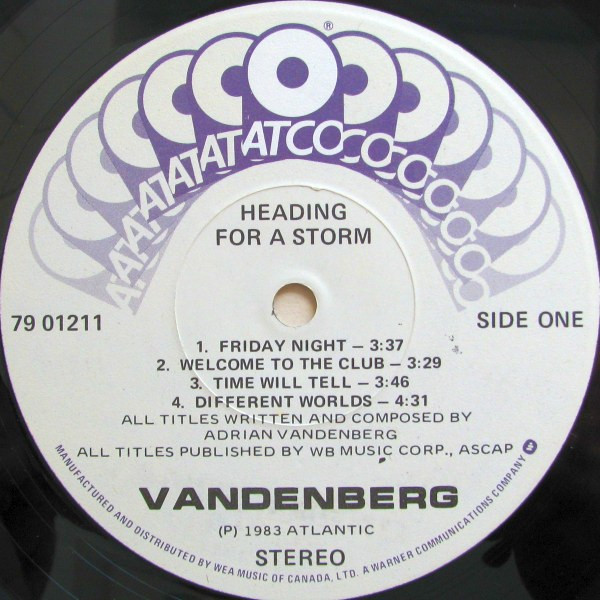 ATATATATATATCOCOCOCOCOCO
®
HEADING
FOR A STORM
79 01211
SIDE ONE
1. FRIDAY NIGHT – 3:37
2. WELCOME TO THE CLUB – 3:29
3. TIME WILL TELL – 3:46
4. DIFFERENT WORLDS – 4:31
ALL TITLES WRITTEN AND COMPOSED BY
ADRIAN VANDENBERG
ALL TITLES PUBLISHED BY WB MUSIC CORP., ASCAP
VANDENBERG
(P) 1983 ATLANTIC
STEREO
MANUFACTURED AND DISTRIBUTED BY WEA MUSIC OF CANADA, LTD. A WARNER COMMUNICATIONS COMPANY